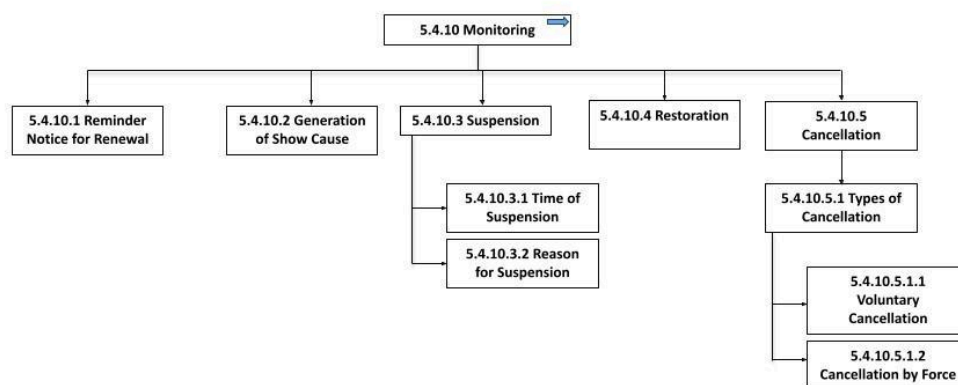 5.4.10 Monitoring
5.4.10.1 Reminder
Notice for Renewal
5.4.10.2 Generation
of Show Cause
5.4.10.3 Suspension
5.4.10.4 Restoration
5.4.10.5
Cancellation
5.4.10.3.1 Time of
Suspension
5.4.10.3.2 Reason
for Suspension
5.4.10.5.1 Types of
Cancellation
5.4.10.5.1.1
Voluntary
Cancellation
5.4.10.5.1.2
Cancellation by Force